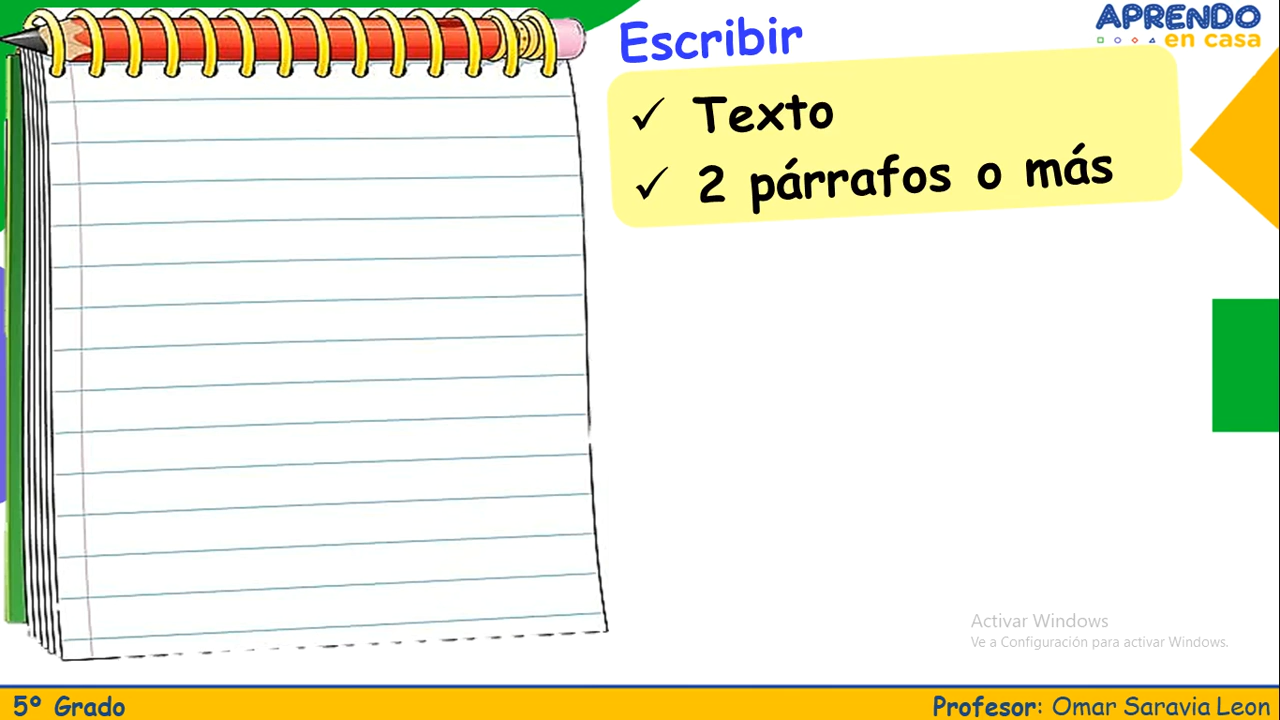 Escribir
APRENDO
en casa
✓ Texto
✓ 2 párrafos o más
Activar Windows
Ve a Configuración para activar Windows.
5º Grado
Profesor: Omar Saravia Leon